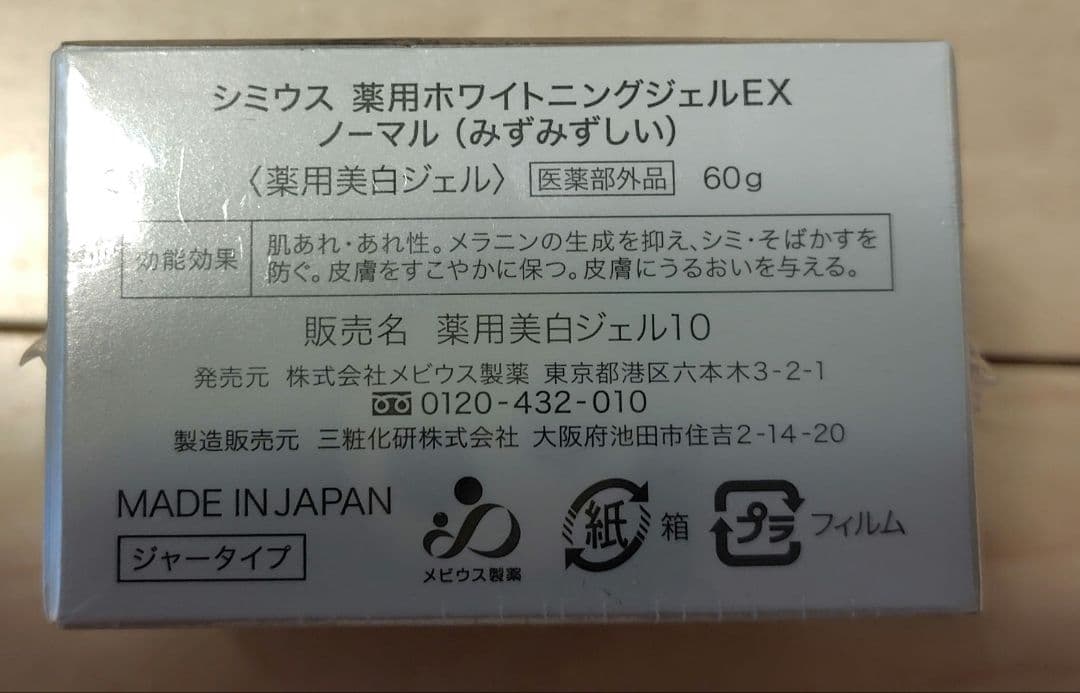 シミウス 薬用ホワイトニングジェルEX
ノーマル（みずみずしい）
〈薬用美白ジェル〉 医薬部外品 60g
効能効果 肌あれ・あれ性。メラニンの生成を抑え、シミ・そばかすを
防ぐ。皮膚をすこやかに保つ。皮膚にうるおいを与える。
販売名 薬用美白ジェル10
発売元 株式会社メビウス製薬 東京都港区六本木3-2-1
0120-432-010
製造販売元 三粧化研株式会社 大阪府池田市住吉2-14-20
MADE IN JAPAN
ジャータイプ
メビウス製薬
紙 箱
プラ フィルム